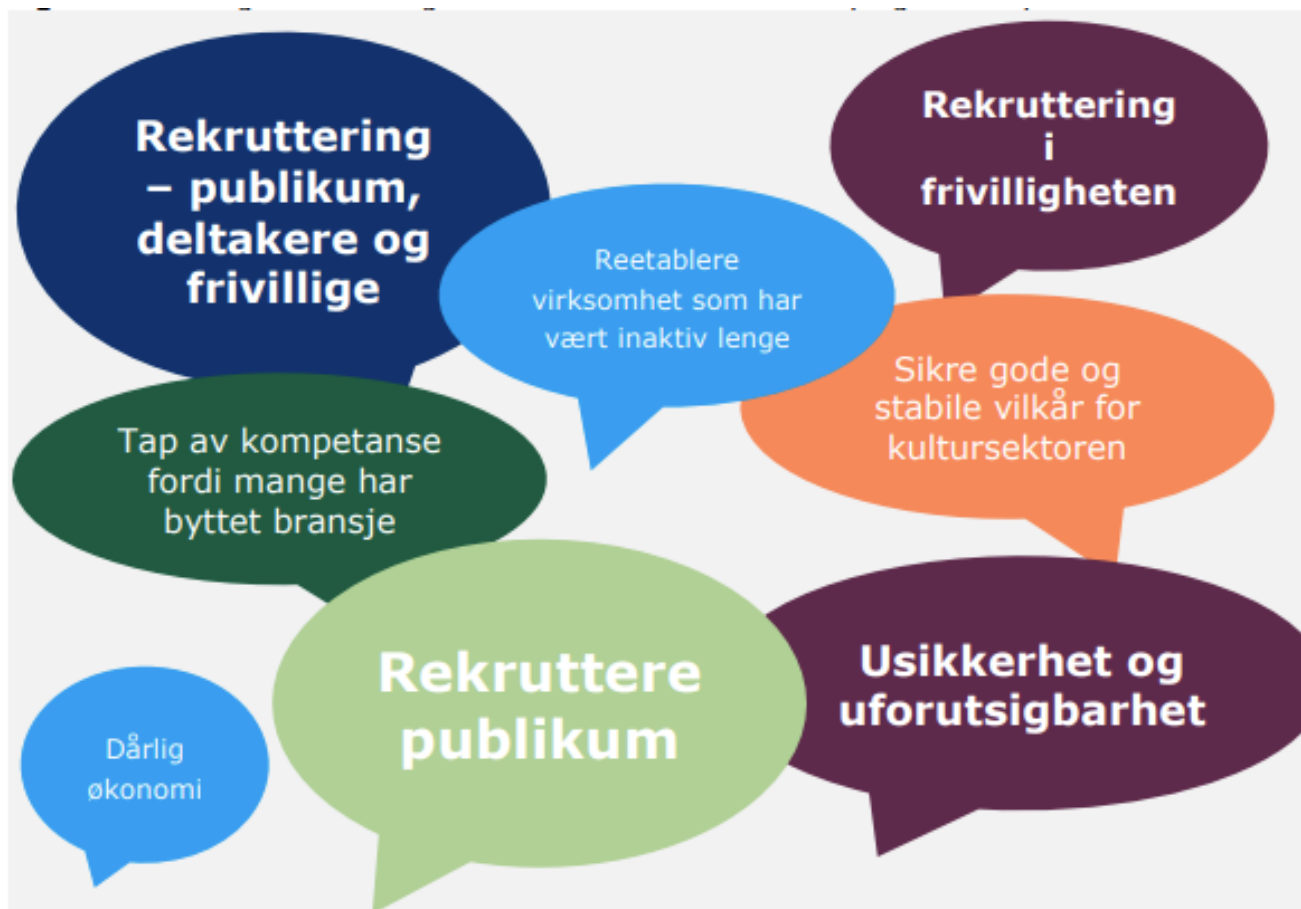 Rekruttering
– publikum,
deltakere og
frivillige
Rekruttering
i
frivilligheten
Reetablere
virksomhet som har
vært inaktiv lenge
Sikre gode og
stabile vilkår for
kultursektoren
Tap av kompetanse
fordi mange har
byttet bransje
Rekruttere
publikum
Usikkerhet og
uforutsigbarhet
Dårlig
økonomi